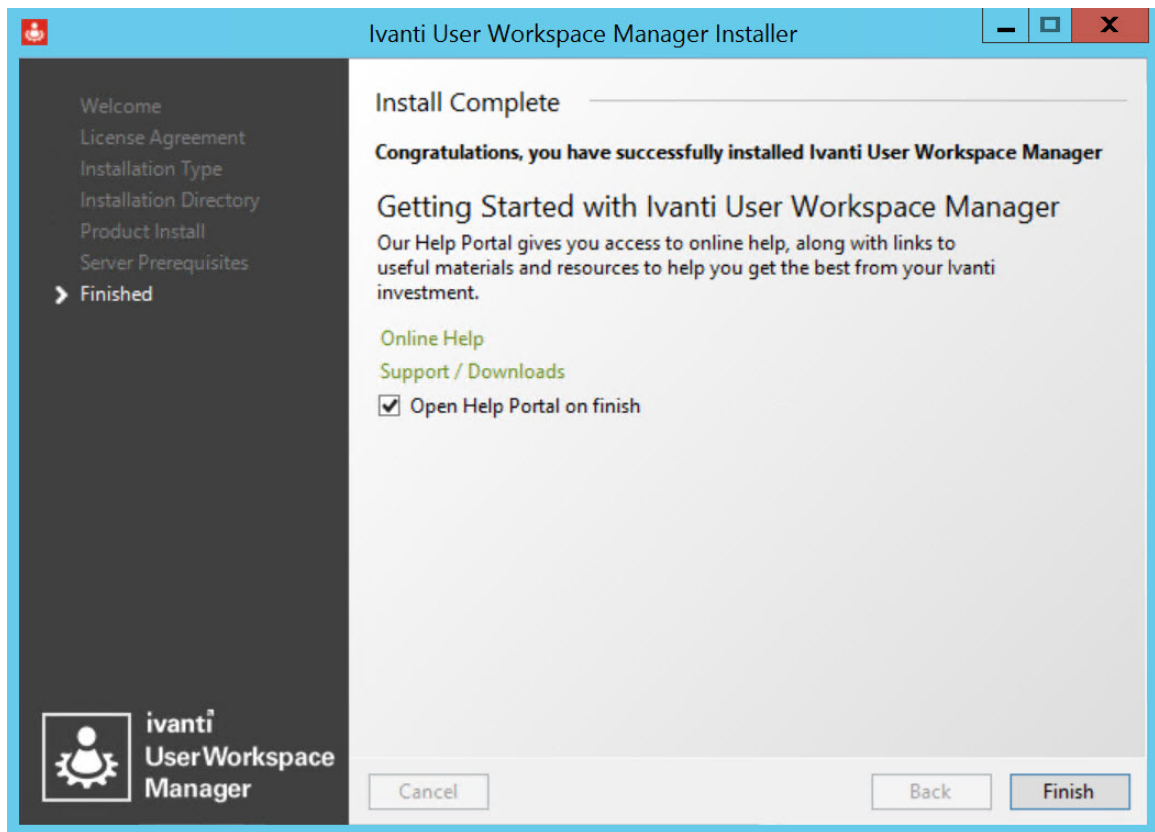 Ivanti User Workspace Manager Installer
Welcome
License Agreement
Installation Type
Installation Directory
Product Install
Server Prerequisites
Finished
Install Complete
Congratulations, you have successfully installed Ivanti User Workspace Manager
Getting Started with Ivanti User Workspace Manager
Our Help Portal gives you access to online help, along with links to
useful materials and resources to help you get the best from your Ivanti
investment.
Online Help
Support / Downloads
Open Help Portal on finish
ivanti
User Workspace
Manager
Cancel
Back
Finish